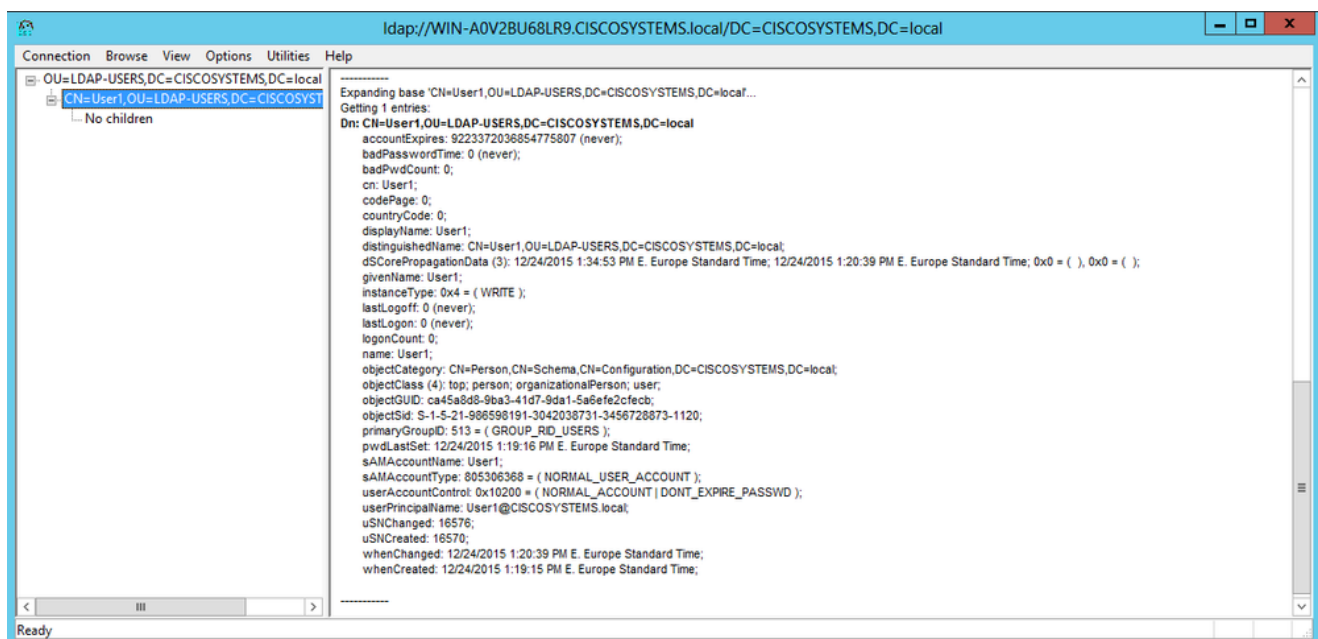 ldap://WIN-A0V2BU68LR9.CISCOSYSTEMS.local/DC=CISCOSYSTEMS,DC=local
Connection Browse View Options Utilities Help
OU=LDAP-USERS,DC=CISCOSYSTEMS,DC=local
CN=User1,OU=LDAP-USERS,DC=CISCOSYST
No children
-----------
Expanding base 'CN=User1,OU=LDAP-USERS,DC=CISCOSYSTEMS,DC=local'...
Getting 1 entries:
Dn: CN=User1,OU=LDAP-USERS,DC=CISCOSYSTEMS,DC=local
accountExpires: 9223372036854775807 (never);
badPasswordTime: 0 (never);
badPwdCount: 0;
cn: User1;
codePage: 0;
countryCode: 0;
displayName: User1;
distinguishedName: CN=User1,OU=LDAP-USERS,DC=CISCOSYSTEMS,DC=local;
dSCorePropagationData (3): 12/24/2015 1:34:53 PM E. Europe Standard Time; 12/24/2015 1:20:39 PM E. Europe Standard Time; 0x0 = ( ), 0x0 = ( );
givenName: User1;
instanceType: 0x4 = ( WRITE );
lastLogoff: 0 (never);
lastLogon: 0 (never);
logonCount: 0;
name: User1;
objectCategory: CN=Person,CN=Schema,CN=Configuration,DC=CISCOSYSTEMS,DC=local;
objectClass (4): top; person; organizationalPerson; user;
objectGUID: ca45a8d8-9ba3-41d7-9da1-5a6efe2cfecb;
objectSid: S-1-5-21-986598191-3042038731-3456728873-1120;
primaryGroupID: 513 = ( GROUP_RID_USERS );
pwdLastSet: 12/24/2015 1:19:16 PM E. Europe Standard Time;
sAMAccountName: User1;
sAMAccountType: 805306368 = ( NORMAL_USER_ACCOUNT );
userAccountControl: 0x10200 = ( NORMAL_ACCOUNT | DONT_EXPIRE_PASSWD );
userPrincipalName: User1@CISCOSYSTEMS.local;
uSNChanged: 16576;
uSNCreated: 16570;
whenChanged: 12/24/2015 1:20:39 PM E. Europe Standard Time;
whenCreated: 12/24/2015 1:19:15 PM E. Europe Standard Time;
-----------
Ready